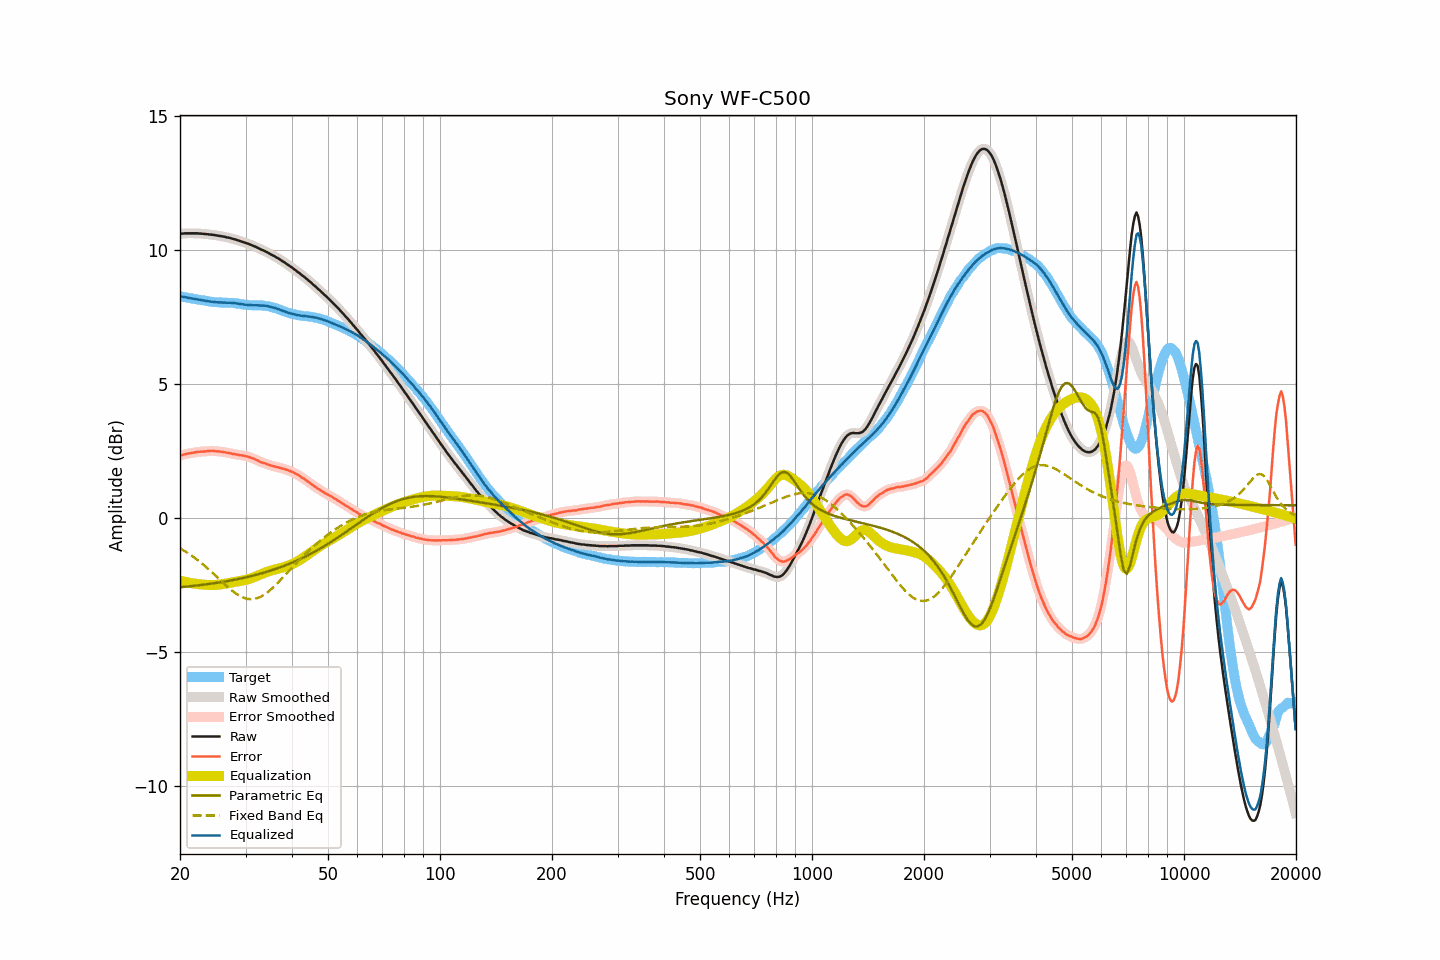 Sony WF-C500
15
10
5
0
−5
−10
Amplitude (dBr)
Target
Raw Smoothed
Error Smoothed
Raw
Error
Equalization
Parametric Eq
Fixed Band Eq
Equalized
20 50 100 200 500 1000 2000 5000 10000 20000
Frequency (Hz)